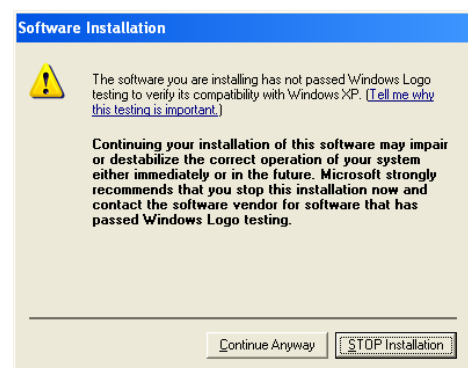 Software Installation
The software you are installing has not passed Windows Logo
testing to verify its compatibility with Windows XP. (Tell me why
this testing is important.)
Continuing your installation of this software may impair
or destabilize the correct operation of your system
either immediately or in the future. Microsoft strongly
recommends that you stop this installation now and
contact the software vendor for software that has
passed Windows Logo testing.
Continue Anyway
STOP Installation